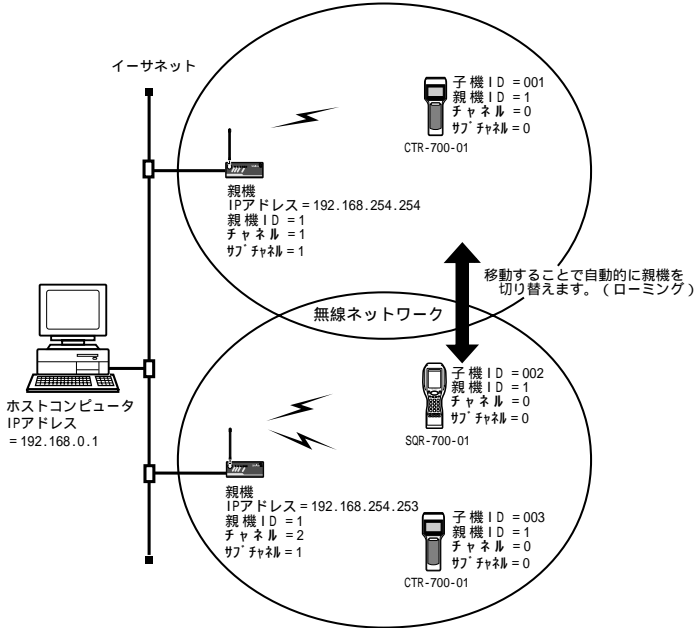 イーサネット
子機ID=001
親機ID=1
チャネル=0
サブチャネル=0
CTR-700-01
親機
IPアドレス=192.168.254.254
親機ID=1
チャネル=1
サブチャネル=1
移動することで自動的に親機を
切り替えます。(ローミング)
無線ネットワーク
ホストコンピュータ
IPアドレス
=192.168.0.1
子機ID=002
親機ID=1
チャネル=0
サブチャネル=0
SQR-700-01
親機
IPアドレス=192.168.254.253
親機ID=1
チャネル=2
サブチャネル=1
子機ID=003
親機ID=1
チャネル=0
サブチャネル=0
CTR-700-01